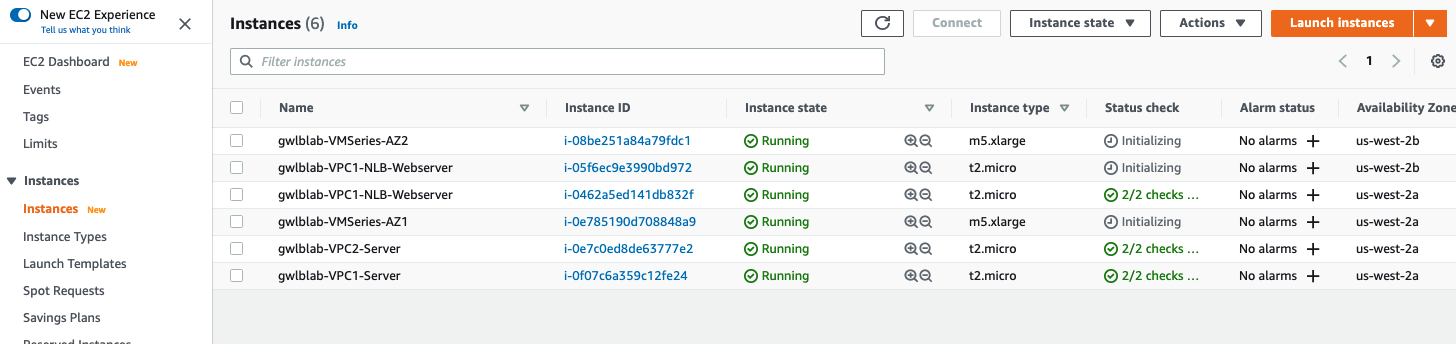 New EC2 Experience
Tell us what you think
EC2 Dashboard New
Events
Tags
Limits
Instances
Instances New
Instance Types
Launch Templates
Spot Requests
Savings Plans
Reserved Instances
Instances (6) Info
Connect Instance state Actions Launch instances
Filter instances
1
Name Instance ID Instance state Instance type Status check Alarm status Availability Zone
gwlblab-VMSeries-AZ2 i-08be251a84a79fdc1 Running m5.xlarge Initializing No alarms + us-west-2b
gwlblab-VPC1-NLB-Webserver i-05f6ec9e3990bd972 Running t2.micro Initializing No alarms + us-west-2b
gwlblab-VPC1-NLB-Webserver i-0462a5ed141db832f Running t2.micro 2/2 checks ... No alarms + us-west-2a
gwlblab-VMSeries-AZ1 i-0e785190d708848a9 Running m5.xlarge Initializing No alarms + us-west-2a
gwlblab-VPC2-Server i-0e7c0ed8de63777e2 Running t2.micro 2/2 checks ... No alarms + us-west-2a
gwlblab-VPC1-Server i-0f07c6a359c12fe24 Running t2.micro 2/2 checks ... No alarms + us-west-2a